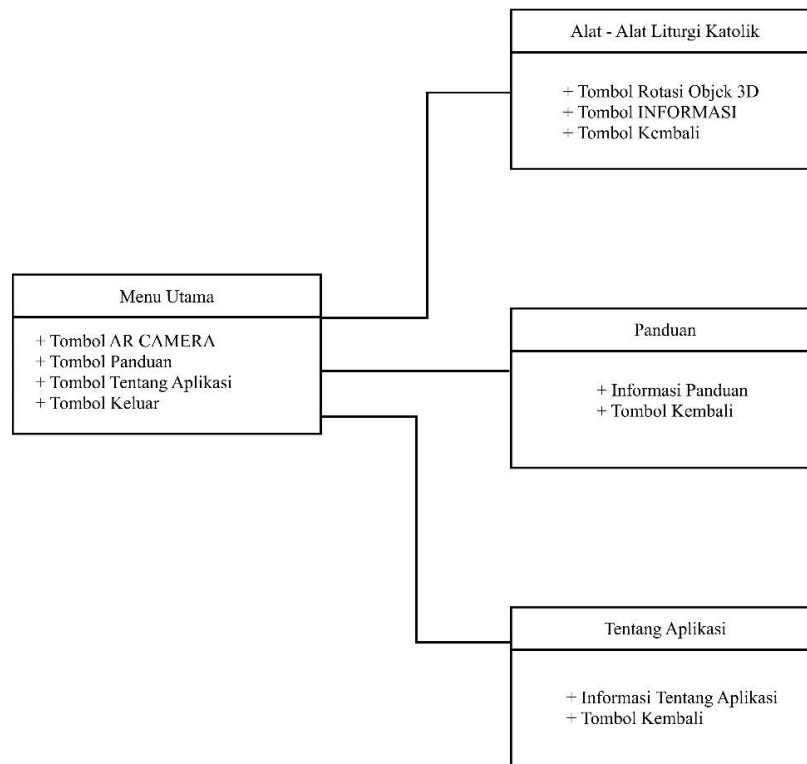 Alat - Alat Liturgi Katolik
+ Tombol Rotasi Objek 3D
+ Tombol INFORMASI
+ Tombol Kembali
Menu Utama
+ Tombol AR CAMERA
+ Tombol Panduan
+ Tombol Tentang Aplikasi
+ Tombol Keluar
Panduan
+ Informasi Panduan
+ Tombol Kembali
Tentang Aplikasi
+ Informasi Tentang Aplikasi
+ Tombol Kembali